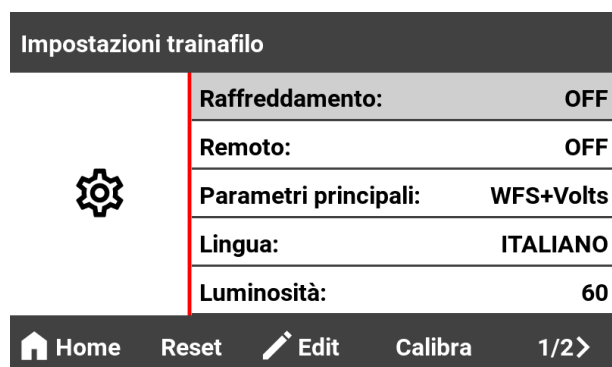 Impostazioni trainafilo
Raffreddamento: OFF
Remoto: OFF
Parametri principali: WFS+Volts
Lingua: ITALIANO
Luminosità: 60
Home Reset Edit Calibra 1/2>